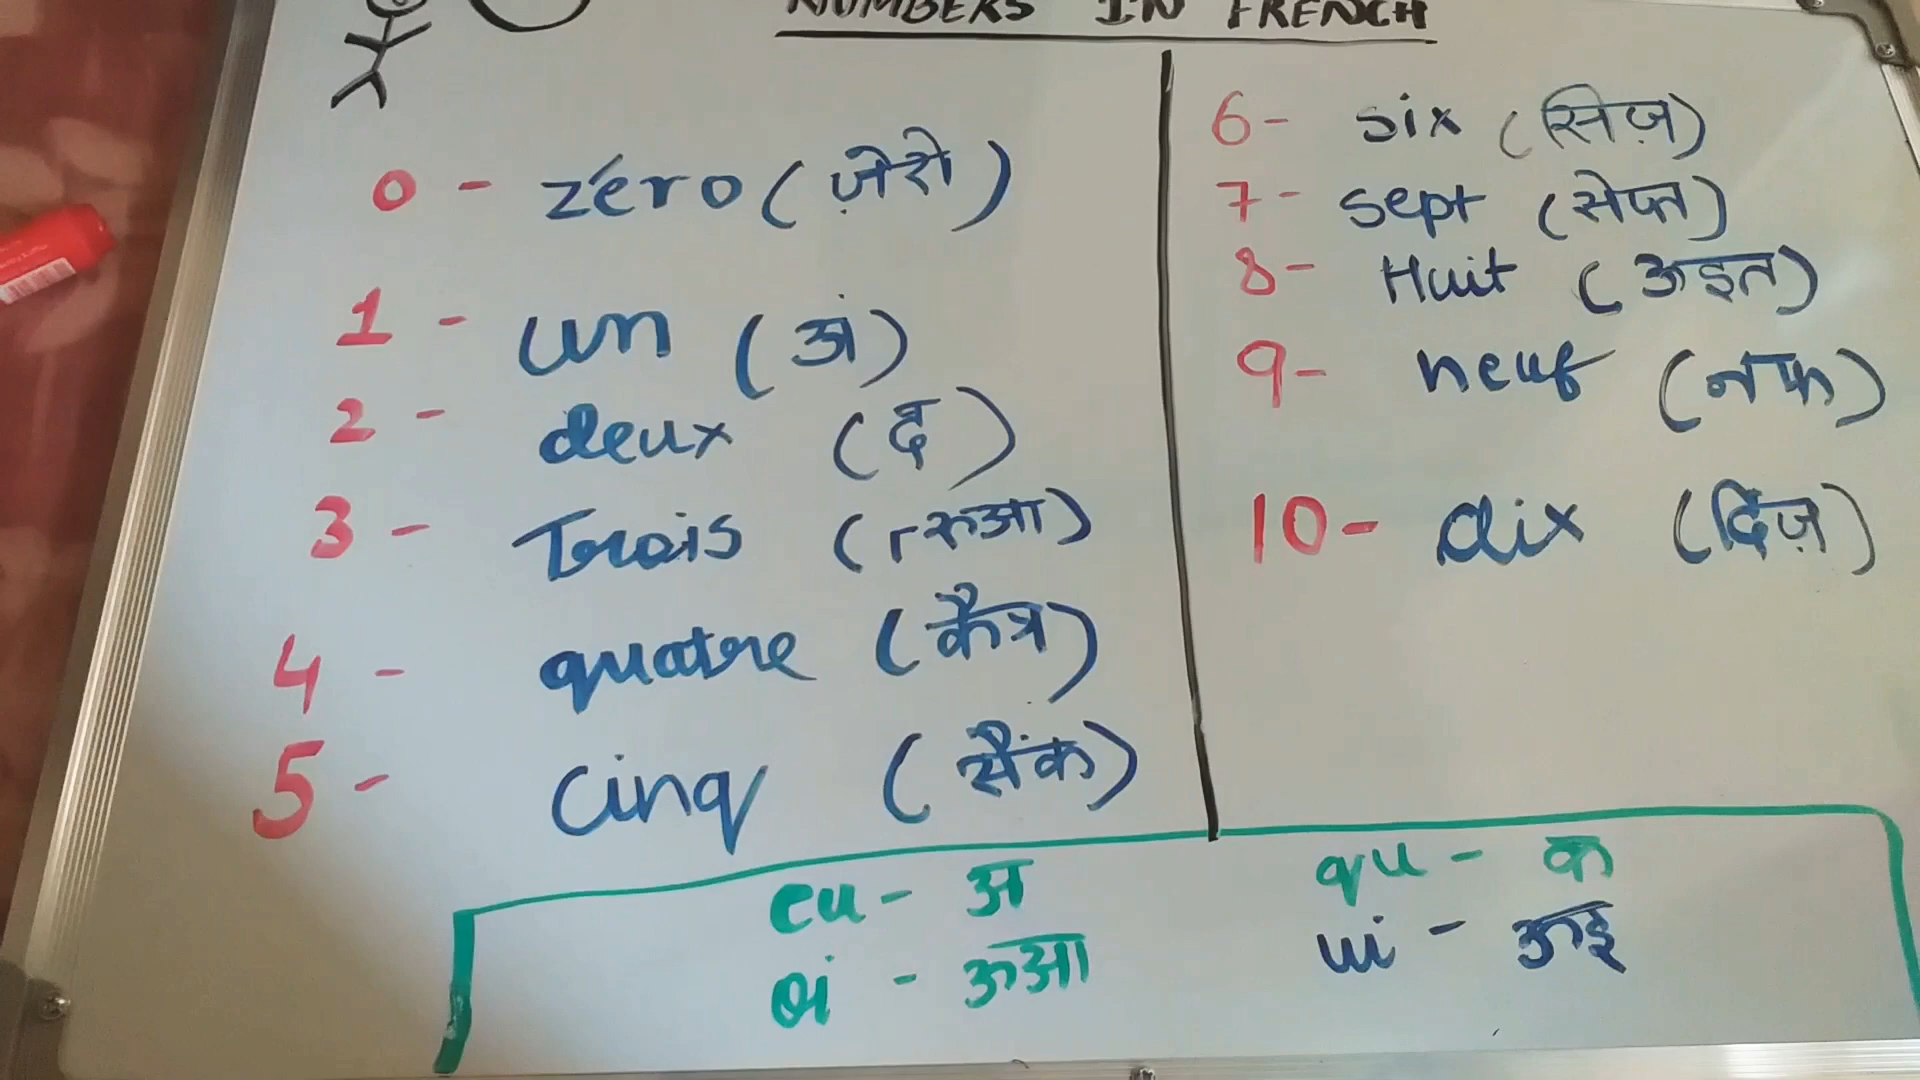 NUMBERS IN FRENCH
0 - zéro (ज़ेरो)
1 - un (अं)
2 - deux (द)
3 - Trois (त्रुआ)
4 - quatre (कैत्र)
5 - cinq (सैंक)
6 - six (सिज़)
7 - sept (सेप्त)
8 - Huit (ऊइत)
9 - neuf (नफ)
10 - dix (दिज़)
eu - अ
oi - ऊआ
qu - क
ui - ऊइ